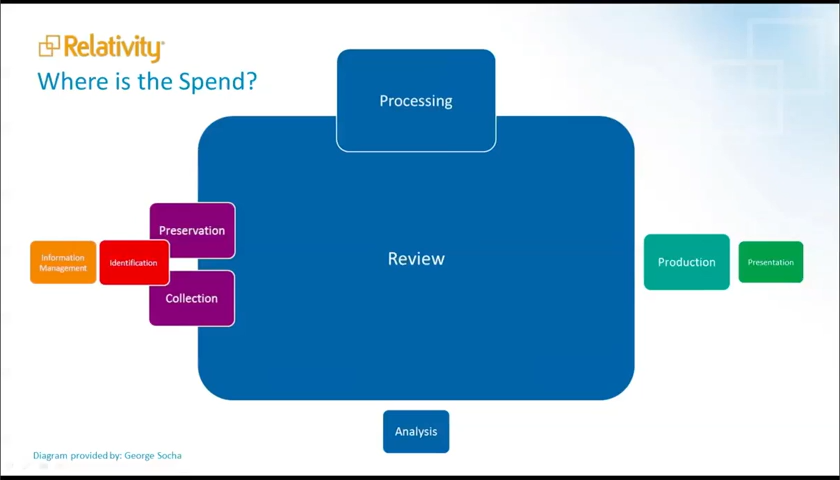 Relativity
Where is the Spend?
Processing
Preservation
Information
Management
Identification
Review
Production
Presentation
Collection
Analysis
Diagram provided by: George Socha